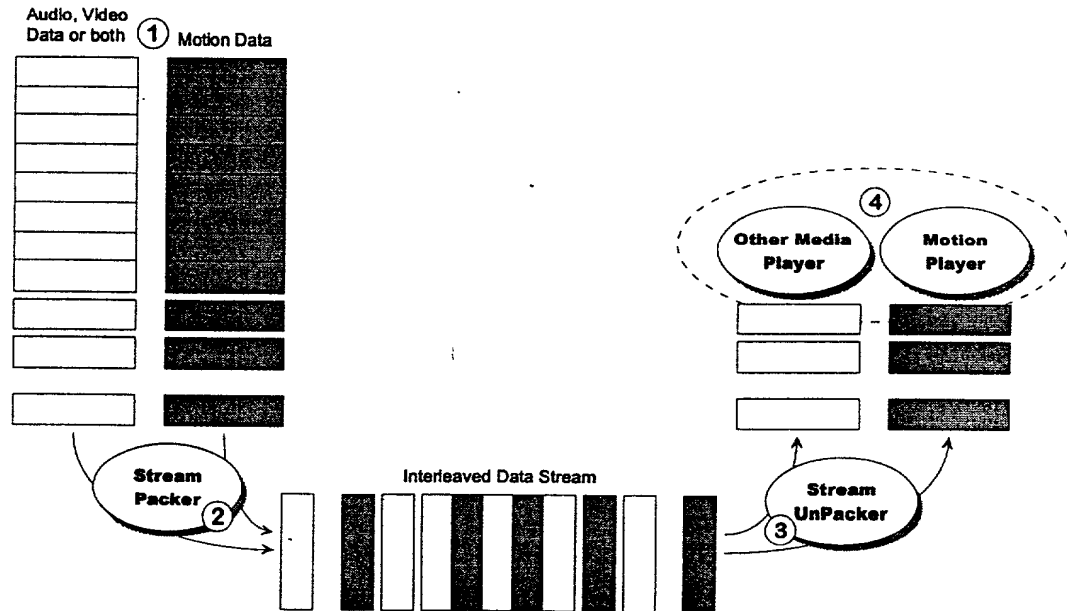 Audio, Video
Data or both
1
Motion Data
4
Other Media
Player
Motion
Player
Stream
Packer
2
Interleaved Data Stream
Stream
UnPacker
3